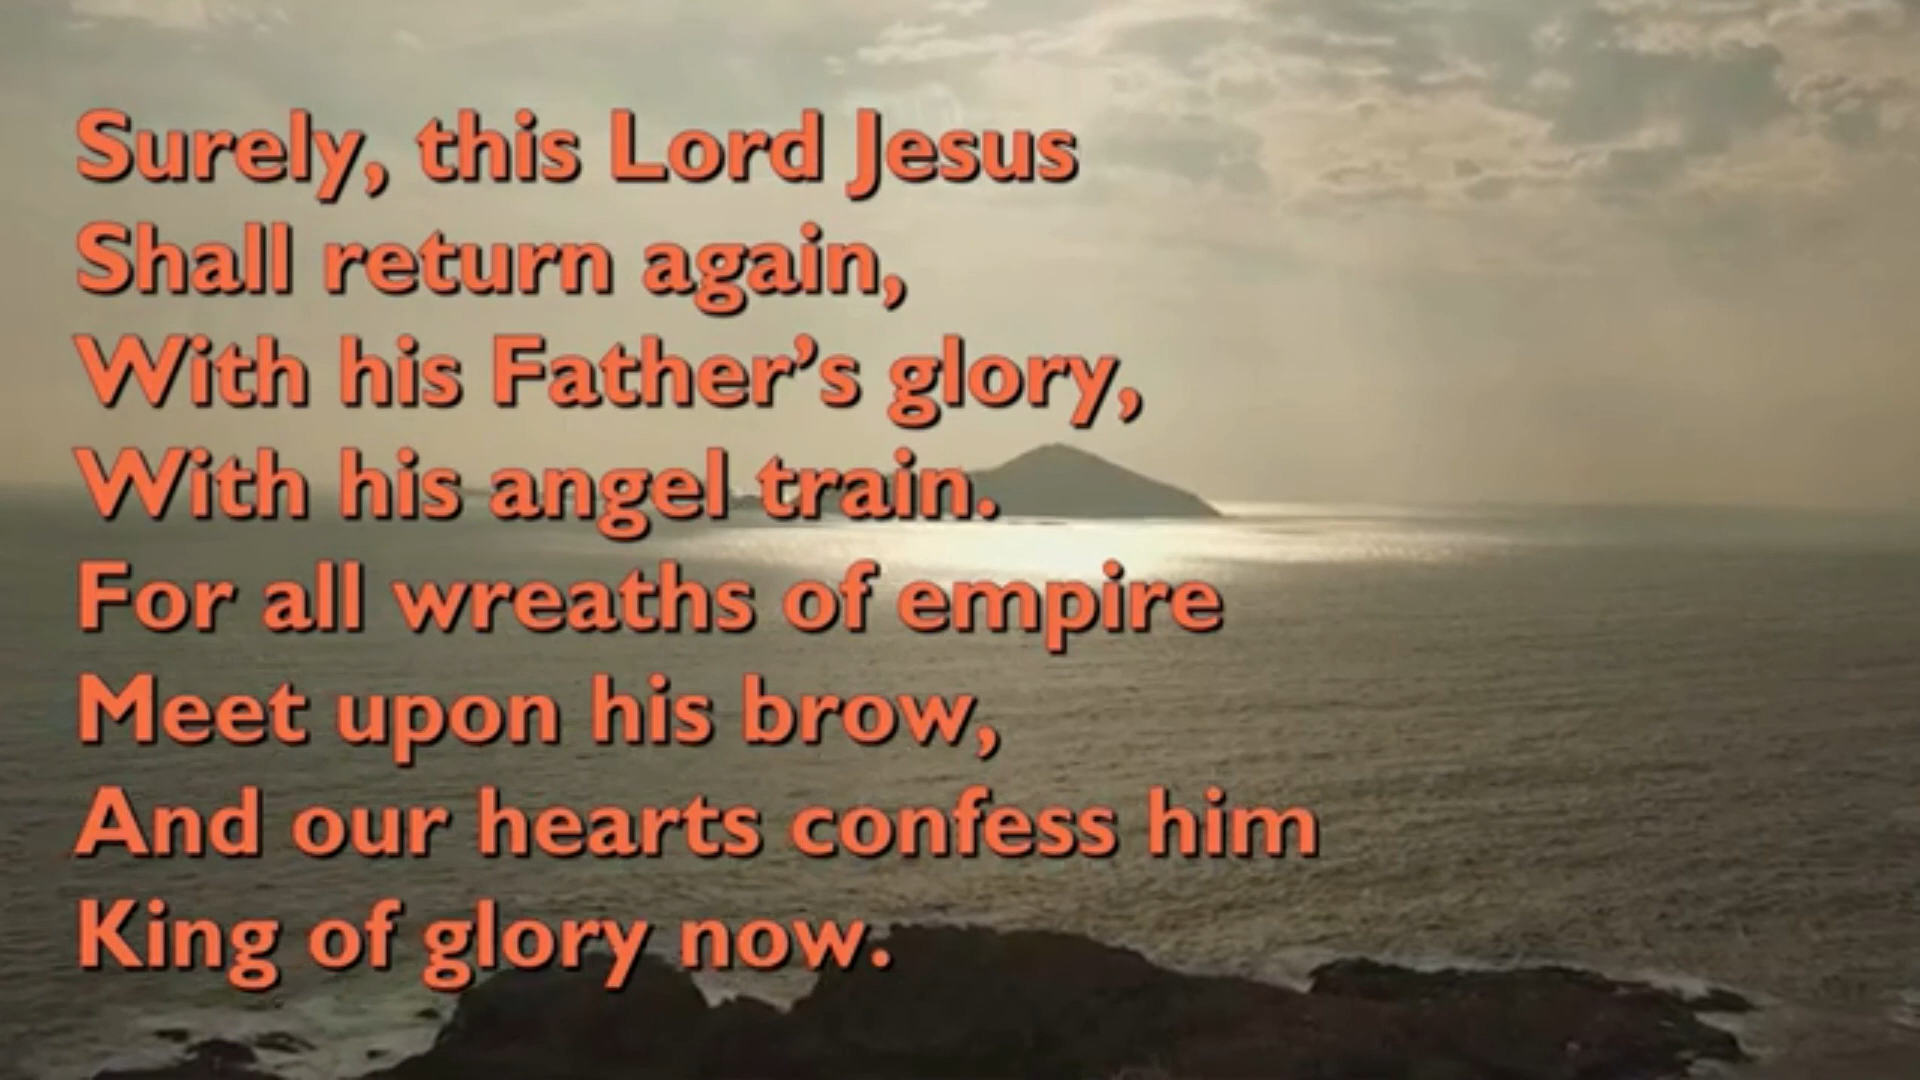 Surely, this Lord Jesus
Shall return again,
With his Father’s glory,
With his angel train.
For all wreaths of empire
Meet upon his brow,
And our hearts confess him
King of glory now.